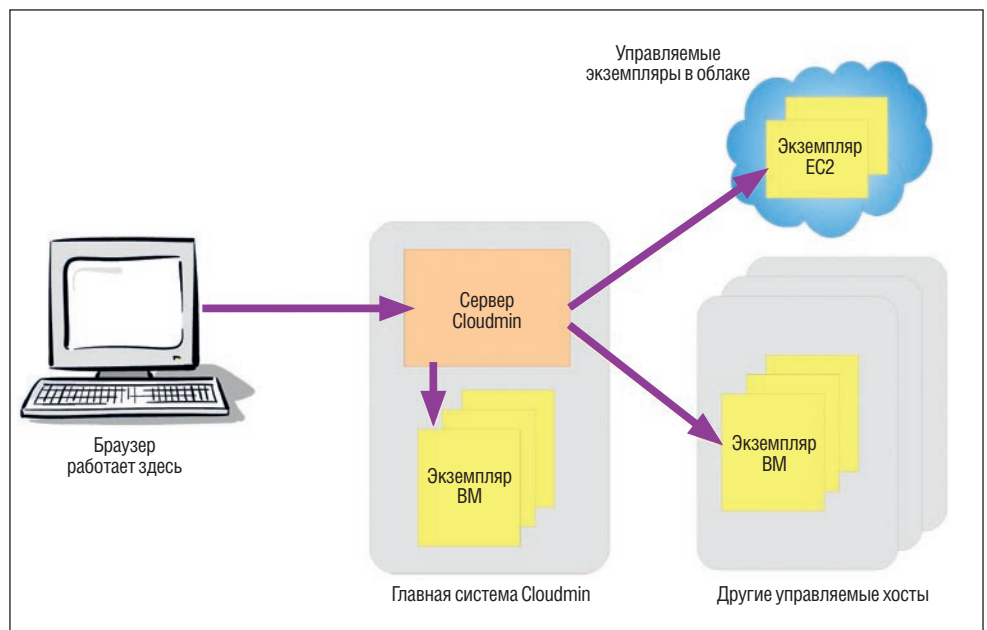 Управляемые
экземпляры в облаке
Экземпляр
EC2
Сервер
Cloudmin
Браузер
работает здесь
Экземпляр
ВМ
Экземпляр
ВМ
Главная система Cloudmin
Другие управляемые хосты